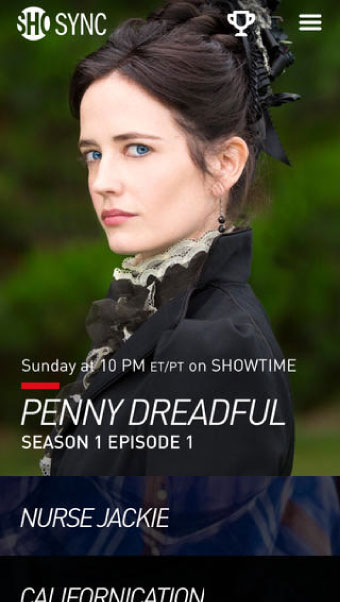 SHO SYNC
Sunday at 10 PM ET/PT on SHOWTIME
PENNY DREADFUL
SEASON 1 EPISODE 1
NURSE JACKIE
CALIFORNICATION